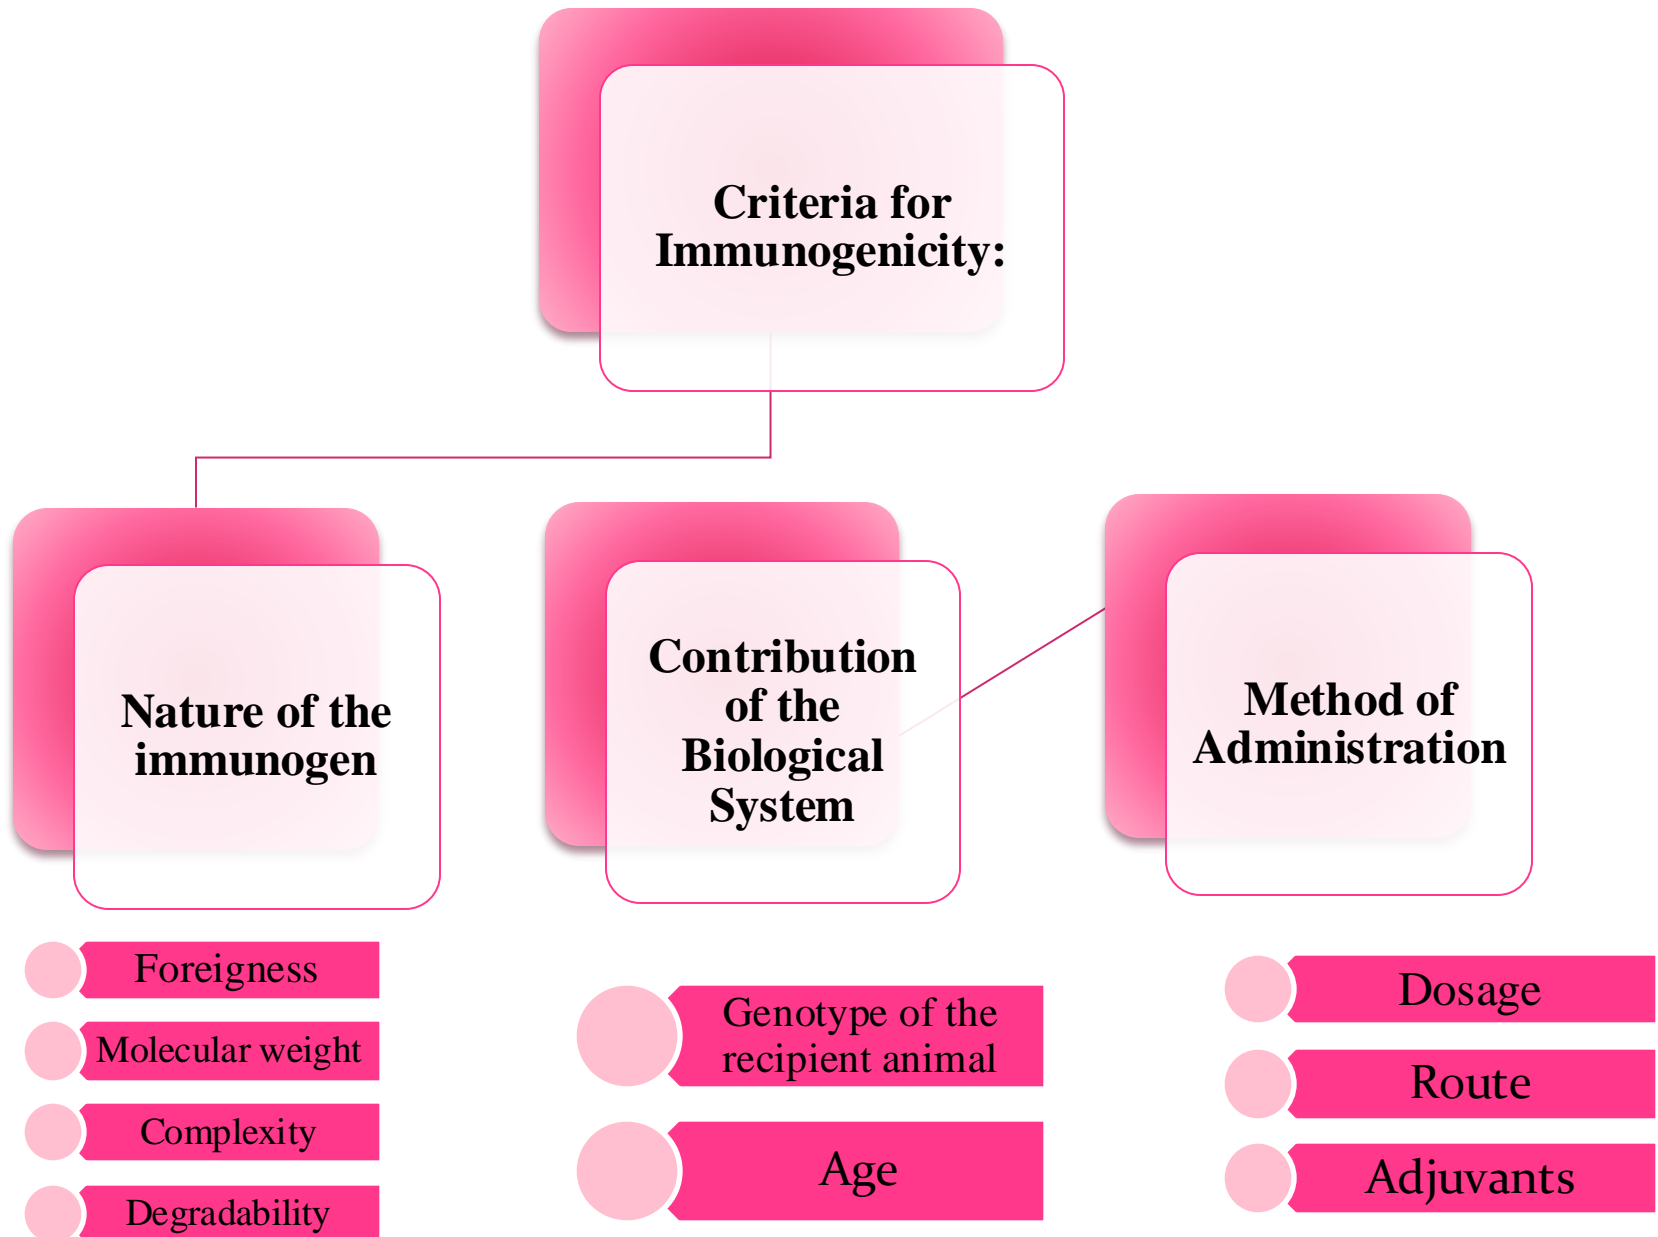 Criteria for
Immunogenicity:
Nature of the
immunogen
Contribution
of the
Biological
System
Method of
Administration
Foreigness
Molecular weight
Complexity
Degradability
Genotype of the
recipient animal
Age
Dosage
Route
Adjuvants